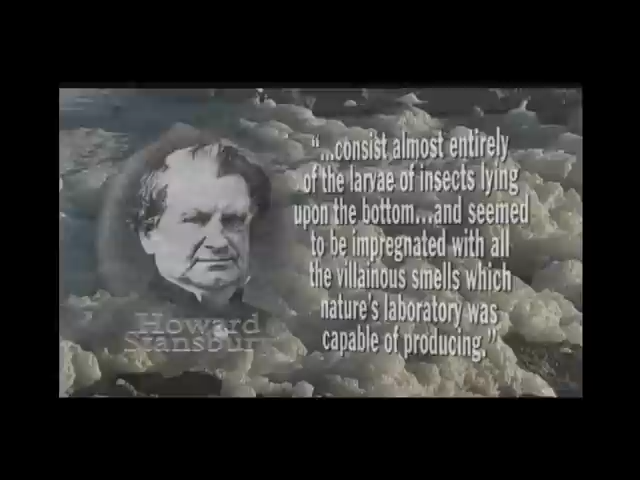 "...consist almost entirely
of the larvae of insects lying
upon the bottom...and seemed
to be impregnated with all
the villainous smells which
nature's laboratory was
capable of producing."
Howard
Stansbury